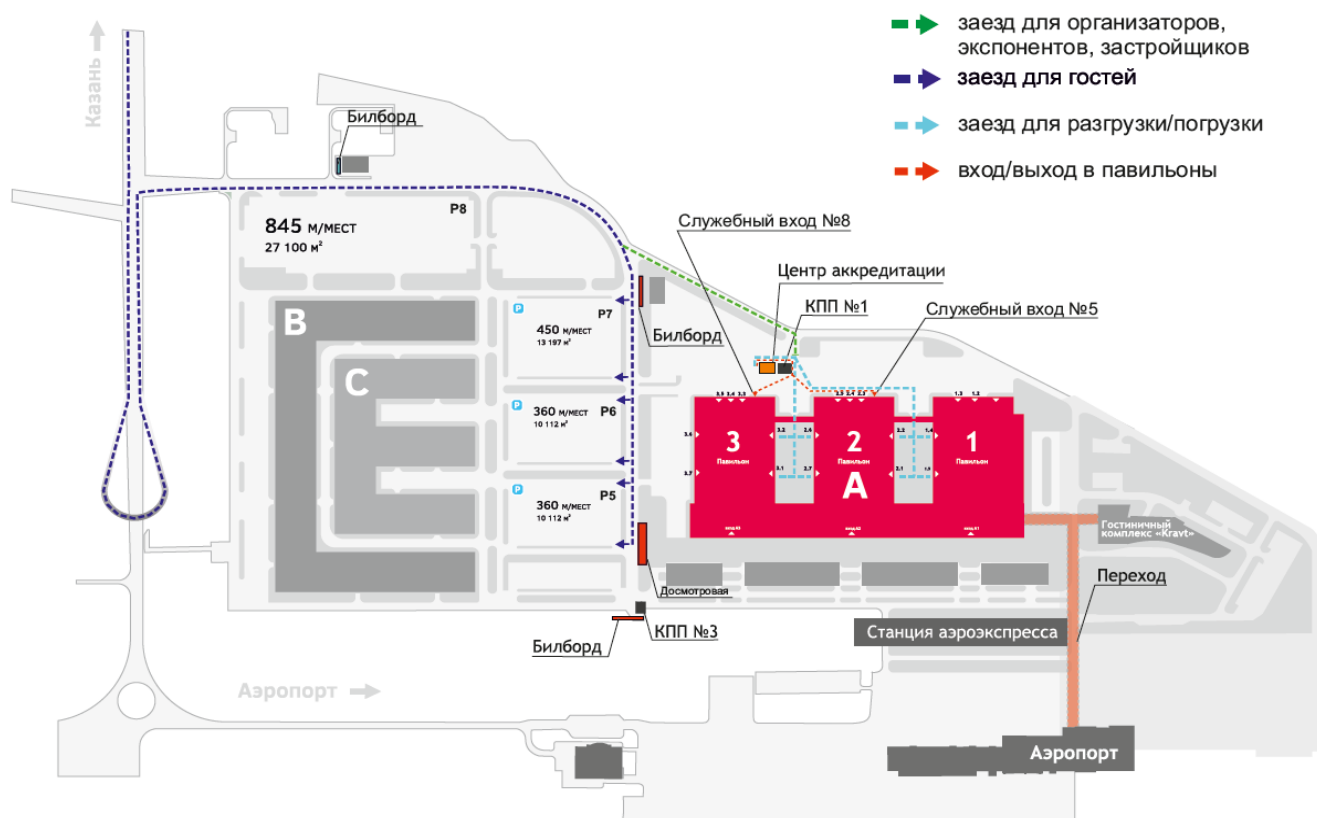 заезд для организаторов,
экспонентов, застройщиков
заезд для гостей
заезд для разгрузки/погрузки
вход/выход в павильоны
Казань
Билборд
P8
845 М/МЕСТ
27 100 м²
Служебный вход №8
Центр аккредитации
КПП №1
Служебный вход №5
B
C
P
P7
450 М/МЕСТ
13 197 м²
Билборд
P
P6
360 М/МЕСТ
10 112 м²
P
P5
360 М/МЕСТ
10 112 м²
3
Павильон
2
Павильон
1
Павильон
A
Гостиничный
комплекс «Kravt»
Переход
Досмотровая
КПП №3
Билборд
Станция аэроэкспресса
Аэропорт
Аэропорт